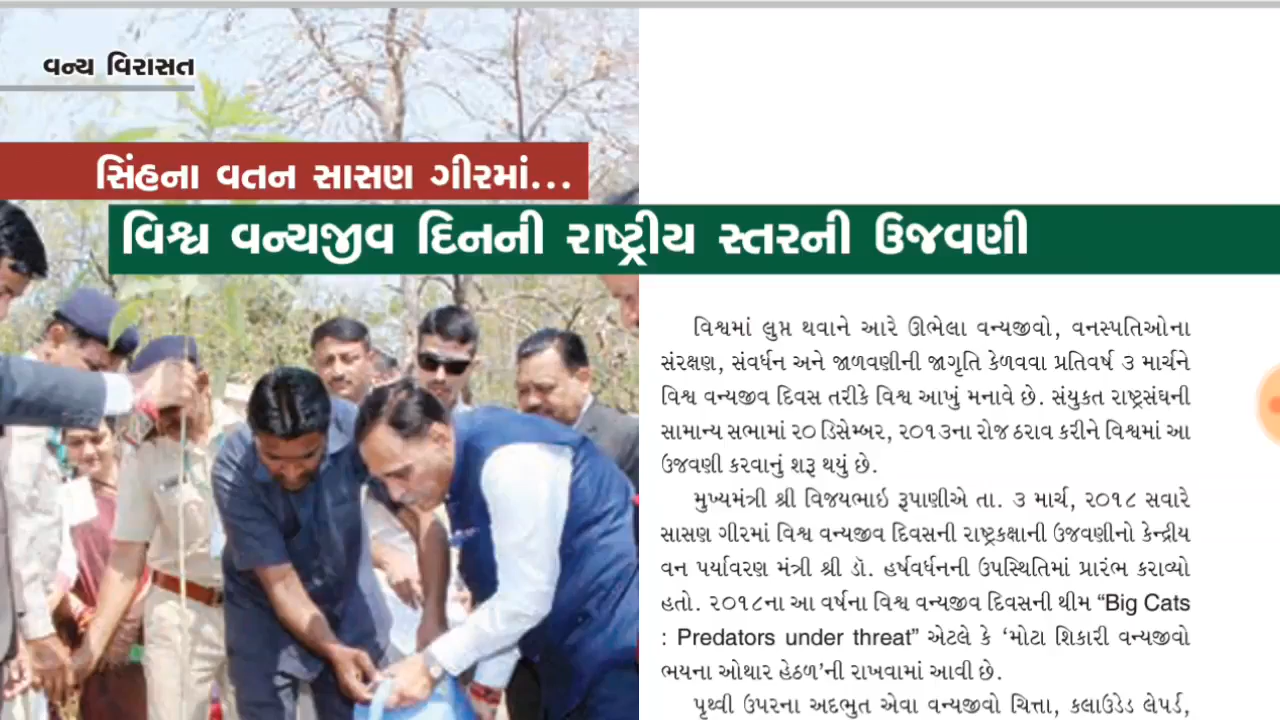 વન્ય વિરાસત
સિંહના વતન સાસણ ગીરમાં...
વિશ્વ વન્યજીવ દિનની રાષ્ટ્રીય સ્તરની ઉજવણી
વિશ્વમાં લુપ્ત થવાને આરે ઊભેલા વન્યજીવો, વનસ્પતિઓના
સંરક્ષણ, સંવર્ધન અને જાળવણીની જાગૃતિ કેળવવા પ્રતિવર્ષ ૩ માર્ચને
વિશ્વ વન્યજીવ દિવસ તરીકે વિશ્વ આખું મનાવે છે. સંયુકત રાષ્ટ્રસંઘની
સામાન્ય સભામાં ૨૦ ડિસેમ્બર, ૨૦૧૩ના રોજ ઠરાવ કરીને વિશ્વમાં આ
ઉજવણી કરવાનું શરૂ થયું છે.
મુખ્યમંત્રી શ્રી વિજયભાઇ રૂપાણીએ તા. ૩ માર્ચ, ૨૦૧૮ સવારે
સાસણ ગીરમાં વિશ્વ વન્યજીવ દિવસની રાષ્ટ્રકક્ષાની ઉજવણીનો કેન્દ્રીય
વન પર્યાવરણ મંત્રી શ્રી ડૉ. હર્ષવર્ધનની ઉપસ્થિતિમાં પ્રારંભ કરાવ્યો
હતો. ૨૦૧૮ના આ વર્ષના વિશ્વ વન્યજીવ દિવસની થીમ “Big Cats
: Predators under threat” એટલે કે ‘મોટા શિકારી વન્યજીવો
ભયના ઓથાર હેઠળ’ની રાખવામાં આવી છે.
પૃથ્વી ઉપરના અદભુત એવા વન્યજીવો ચિત્તા, કલાઉડેડ લેપર્ડ,